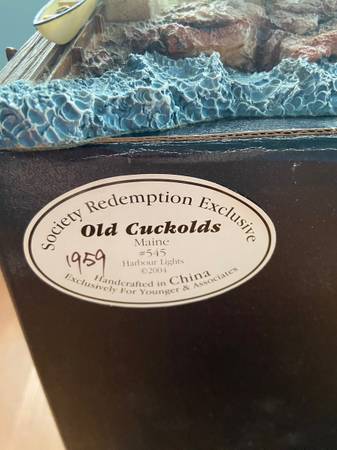 Society Redemption Exclusive
Old Cuckolds
Maine
#545
1959
Harbour Lights
©2004
Handcrafted in China
Exclusively For Younger & Associates